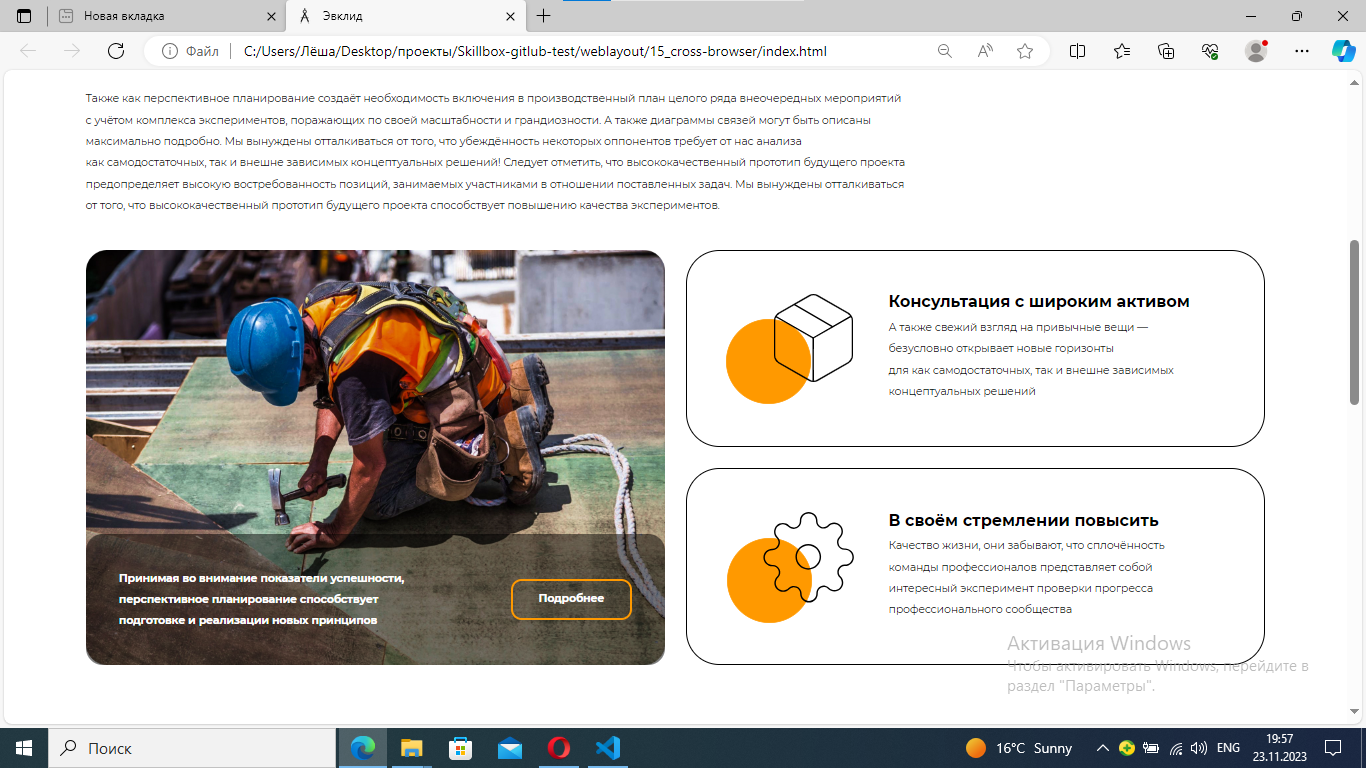 Новая вкладка
Эвклид
Файл
C:/Users/Лёша/Desktop/проекты/Skillbox-gitlub-test/weblayout/15_cross-browser/index.html
Также как перспективное планирование создаёт необходимость включения в производственный план целого ряда внеочередных мероприятий
с учётом комплекса экспериментов, поражающих по своей масштабности и грандиозности. А также диаграммы связей могут быть описаны
максимально подробно. Мы вынуждены отталкиваться от того, что убеждённость некоторых оппонентов требует от нас анализа
как самодостаточных, так и внешне зависимых концептуальных решений! Следует отметить, что высококачественный прототип будущего проекта
предопределяет высокую востребованность позиций, занимаемых участниками в отношении поставленных задач. Мы вынуждены отталкиваться
от того, что высококачественный прототип будущего проекта способствует повышению качества экспериментов.
Принимая во внимание показатели успешности,
перспективное планирование способствует
подготовке и реализации новых принципов
Подробнее
Консультация с широким активом
А также свежий взгляд на привычные вещи —
безусловно открывает новые горизонты
для как самодостаточных, так и внешне зависимых
концептуальных решений
В своём стремлении повысить
Качество жизни, они забывают, что сплочённость
команды профессионалов представляет собой
интересный эксперимент проверки прогресса
профессионального сообщества
Активация Windows
Чтобы активировать Windows, перейдите в
раздел "Параметры".
Поиск
16°C Sunny
ENG
19:57
23.11.2023